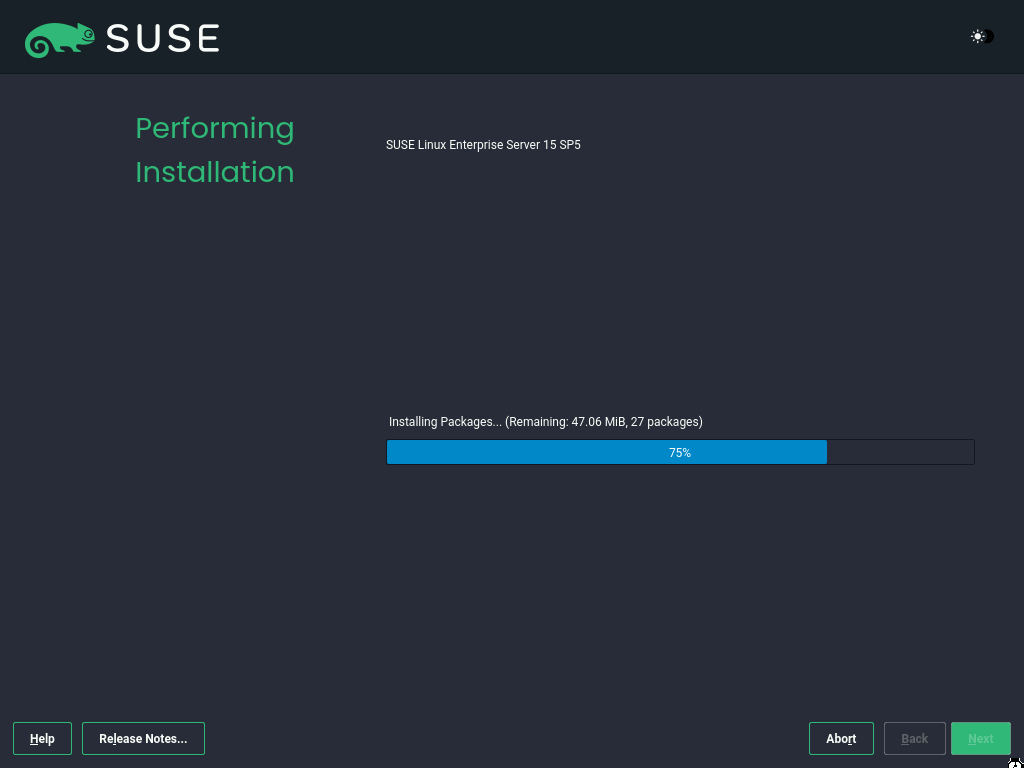 SUSE
Performing
Installation
SUSE Linux Enterprise Server 15 SP5
Installing Packages... (Remaining: 47.06 MiB, 27 packages)
75%
Help
Release Notes...
Abort
Back
Next